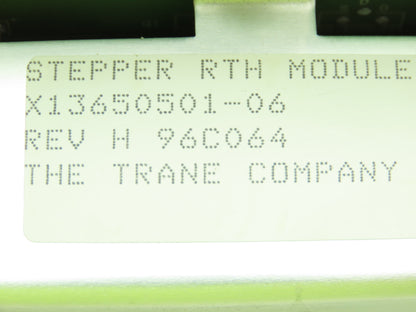 STEPPER RTH MODULE
X13650501-06
REV H 96C064
THE TRANE COMPANY